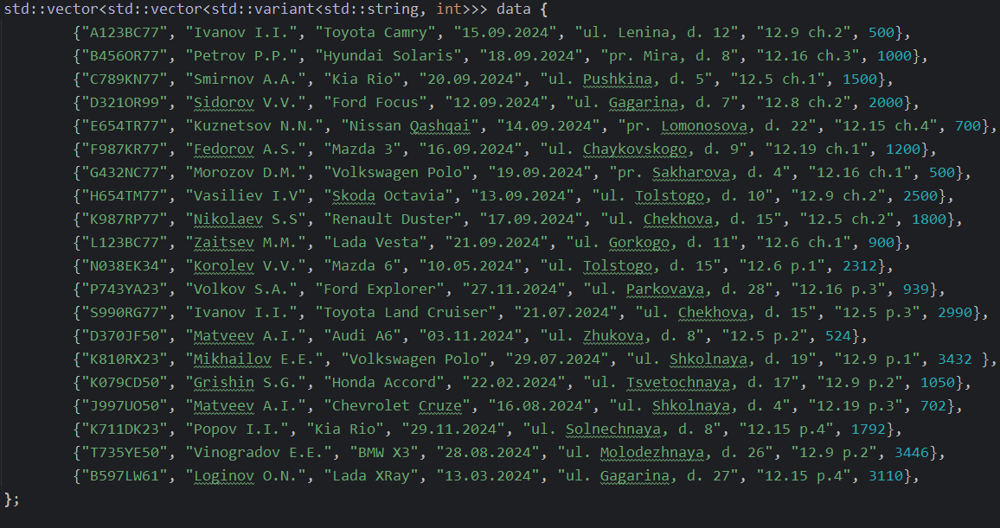 std::vector<std::vector<std::variant<std::string, int>>> data {
{"A123BC77", "Ivanov I.I.", "Toyota Camry", "15.09.2024", "ul. Lenina, d. 12", "12.9 ch.2", 500},
{"B456OR77", "Petrov P.P.", "Hyundai Solaris", "18.09.2024", "pr. Mira, d. 8", "12.16 ch.3", 1000},
{"C789KN77", "Smirnov A.A.", "Kia Rio", "20.09.2024", "ul. Pushkina, d. 5", "12.5 ch.1", 1500},
{"D321OR99", "Sidorov V.V.", "Ford Focus", "12.09.2024", "ul. Gagarina, d. 7", "12.8 ch.2", 2000},
{"E654TR77", "Kuznetsov N.N.", "Nissan Qashqai", "14.09.2024", "pr. Lomonosova, d. 22", "12.15 ch.4", 700},
{"F987KR77", "Fedorov A.S.", "Mazda 3", "16.09.2024", "ul. Chaykovskogo, d. 9", "12.19 ch.1", 1200},
{"G432NC77", "Morozov D.M.", "Volkswagen Polo", "19.09.2024", "pr. Sakharova, d. 4", "12.16 ch.1", 500},
{"H654TM77", "Vasiliev I.V", "Skoda Octavia", "13.09.2024", "ul. Tolstogo, d. 10", "12.9 ch.2", 2500},
{"K987RP77", "Nikolaev S.S", "Renault Duster", "17.09.2024", "ul. Chekhova, d. 15", "12.5 ch.2", 1800},
{"L123BC77", "Zaitsev M.M.", "Lada Vesta", "21.09.2024", "ul. Gorkogo, d. 11", "12.6 ch.1", 900},
{"N038EK34", "Korolev V.V.", "Mazda 6", "10.05.2024", "ul. Tolstogo, d. 15", "12.6 p.1", 2312},
{"P743YA23", "Volkov S.A.", "Ford Explorer", "27.11.2024", "ul. Parkovaya, d. 28", "12.16 p.3", 939},
{"S990RG77", "Ivanov I.I.", "Toyota Land Cruiser", "21.07.2024", "ul. Chekhova, d. 15", "12.5 p.3", 2990},
{"D370JF50", "Matveev A.I.", "Audi A6", "03.11.2024", "ul. Zhukova, d. 8", "12.5 p.2", 524},
{"K810RX23", "Mikhailov E.E.", "Volkswagen Polo", "29.07.2024", "ul. Shkolnaya, d. 19", "12.9 p.1", 3432 },
{"K079CD50", "Grishin S.G.", "Honda Accord", "22.02.2024", "ul. Tsvetochnaya, d. 17", "12.9 p.2", 1050},
{"J997UO50", "Matveev A.I.", "Chevrolet Cruze", "16.08.2024", "ul. Shkolnaya, d. 4", "12.19 p.3", 702},
{"K711DK23", "Popov I.I.", "Kia Rio", "29.11.2024", "ul. Solnechnaya, d. 8", "12.15 p.4", 1792},
{"T735YE50", "Vinogradov E.E.", "BMW X3", "28.08.2024", "ul. Molodezhnaya, d. 26", "12.9 p.2", 3446},
{"B597LW61", "Loginov O.N.", "Lada XRay", "13.03.2024", "ul. Gagarina, d. 27", "12.15 p.4", 3110},
};